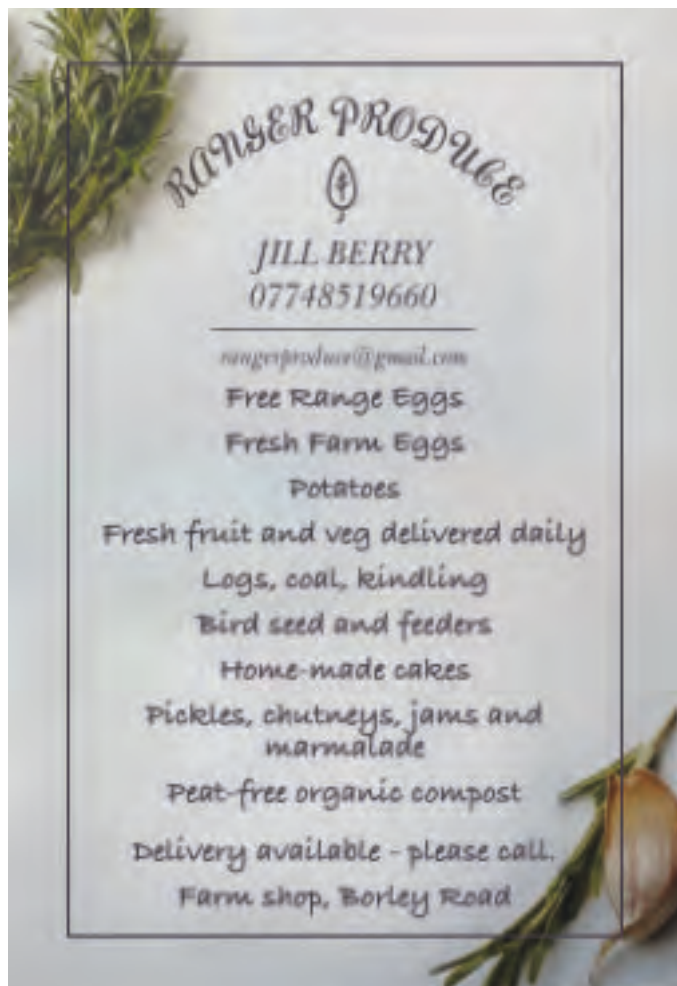 RANGER PRODUCE
JILL BERRY
07748519660
rangerproduce@gmail.com
Free Range Eggs
Fresh Farm Eggs
Potatoes
Fresh fruit and veg delivered daily
Logs, coal, kindling
Bird seed and feeders
Home-made cakes
Pickles, chutneys, jams and
marmalade
Peat-free organic compost
Delivery available - please call.
Farm shop, Borley Road